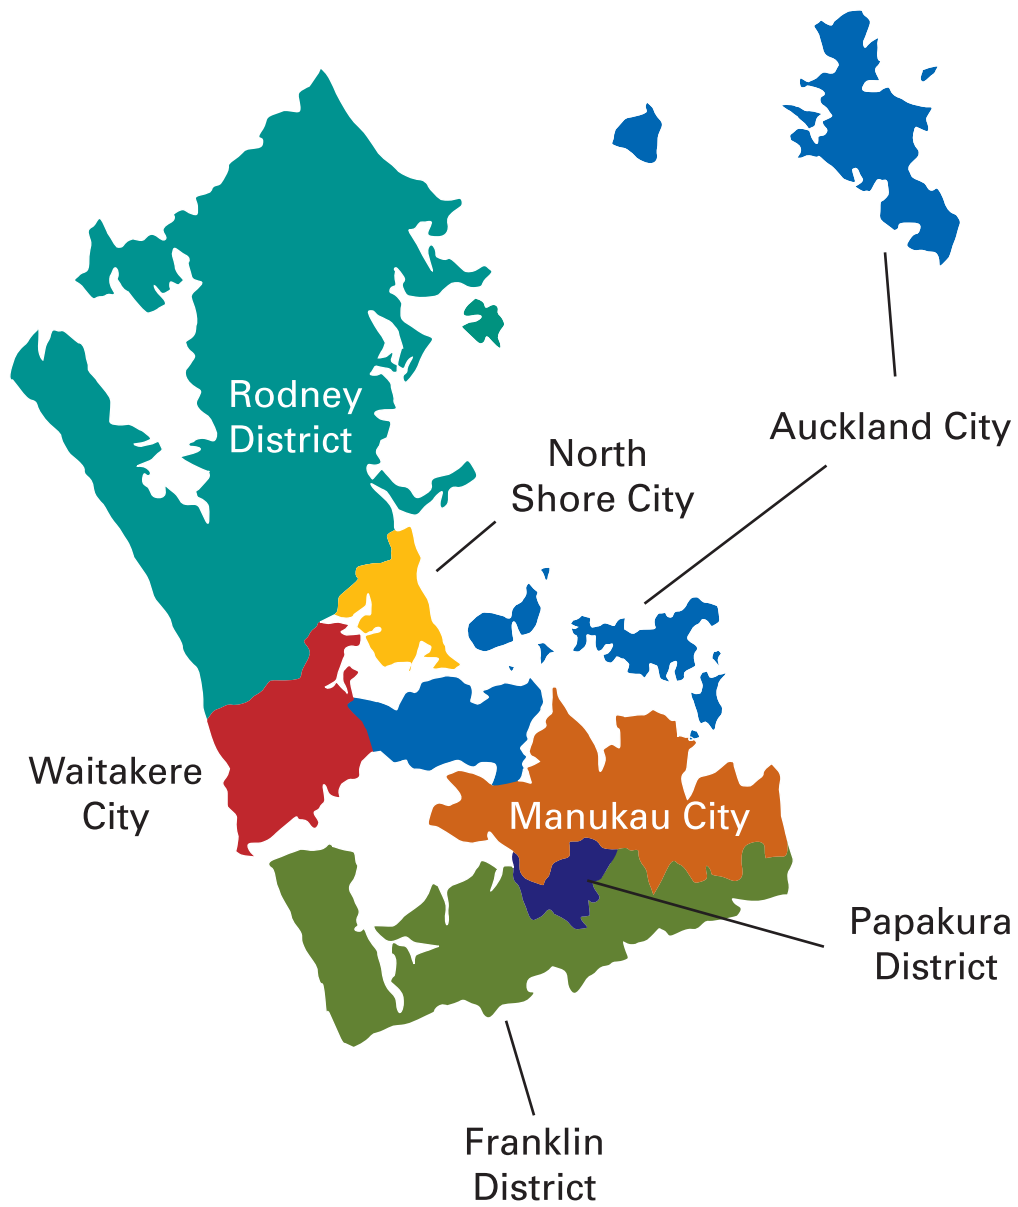 Rodney
District
Auckland City
North
Shore City
Waitakere
City
Manukau City
Papakura
District
Franklin
District